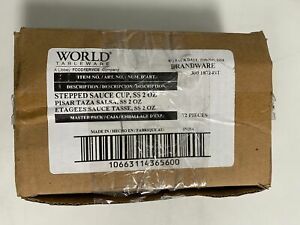 WORLD
TABLEWARE
A Libbey FOODSERVICE Company
BRANDWARE
ITEM NO. / ART. NO. / NUM. D'ART.
DESCRIPTION / DESCRIPCION / DESCRIPTION
STEPPED SAUCE CUP, SS 2 OZ
PISAR TAZA SALSA, SS 2 OZ
ETAGEES SAUCE TASSE, SS 2 OZ
MASTER PACK / CAJA / EMBALLAGE D'EXP. 72 PIECES
MADE IN / HECHO EN / FABRIQUE AU: INDIA
10663114365600